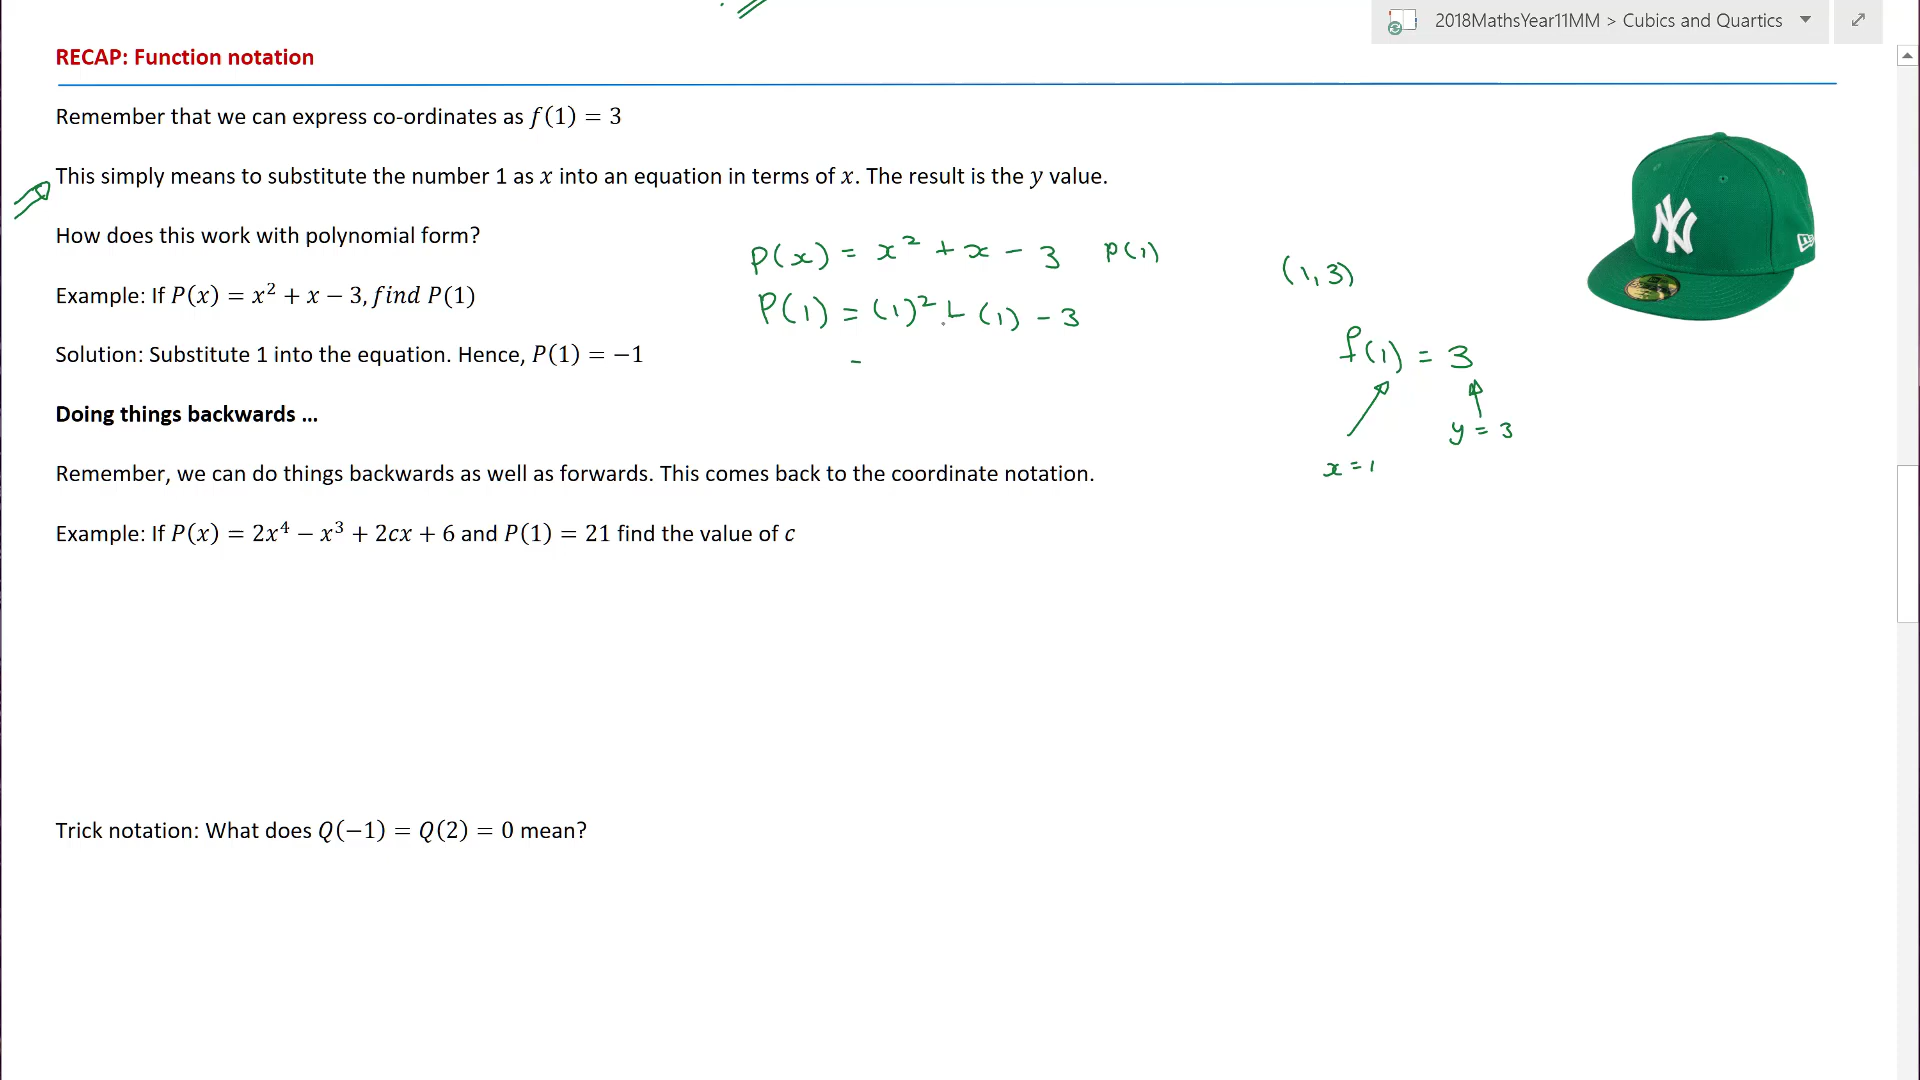 2018MathsYear11MM > Cubics and Quartics
RECAP: Function notation
Remember that we can express co-ordinates as f(1) = 3
This simply means to substitute the number 1 as x into an equation in terms of x. The result is the y value.
How does this work with polynomial form?
P(x) = x² + x − 3 P(1)
(1,3)
NY
Example: If P(x) = x² + x − 3, find P(1)
P(1) = (1)² + (1) − 3
Solution: Substitute 1 into the equation. Hence, P(1) = −1
f(1) = 3
Doing things backwards ...
y = 3
x = 1
Remember, we can do things backwards as well as forwards. This comes back to the coordinate notation.
Example: If P(x) = 2x⁴ − x³ + 2cx + 6 and P(1) = 21 find the value of c
Trick notation: What does Q(−1) = Q(2) = 0 mean?